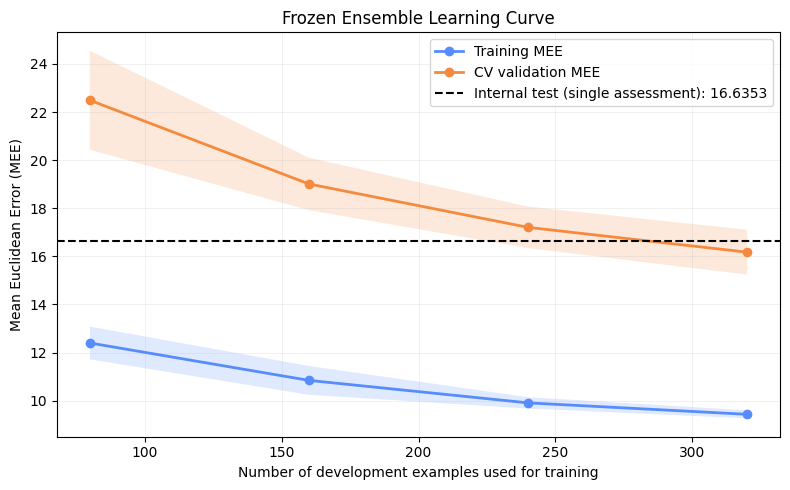 Frozen Ensemble Learning Curve
Training MEE
CV validation MEE
Internal test (single assessment): 16.6353
Mean Euclidean Error (MEE)
24
22
20
18
16
14
12
10
100
150
200
250
300
Number of development examples used for training